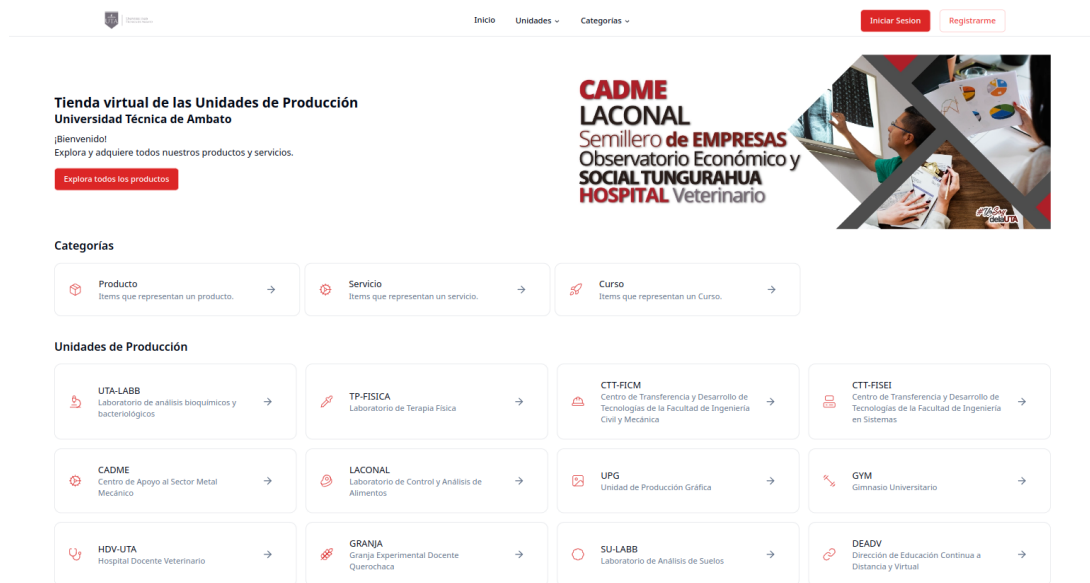 UTA
Inicio
Unidades
Categorías
Iniciar Sesion
Registrarme
Tienda virtual de las Unidades de Producción
Universidad Técnica de Ambato
¡Bienvenido!
Explora y adquiere todos nuestros productos y servicios.
Explora todos los productos
CADME
LACONAL
Semillero de EMPRESAS
Observatorio Económico y
SOCIAL TUNGURAHUA
HOSPITAL Veterinario
#YoSoy
delaUTA
Categorías
Producto
Items que representan un producto.
Servicio
Items que representan un servicio.
Curso
Items que representan un Curso.
Unidades de Producción
UTA-LABB
Laboratorio de análisis bioquímicos y
bacteriológicos
TP-FISICA
Laboratorio de Terapia Física
CTT-FICM
Centro de Transferencia y Desarrollo de
Tecnologías de la Facultad de Ingeniería
Civil y Mecánica
CTT-FISEI
Centro de Transferencia y Desarrollo de
Tecnologías de la Facultad de Ingeniería
en Sistemas
CADME
Centro de Apoyo al Sector Metal
Mecánico
LACONAL
Laboratorio de Control y Análisis de
Alimentos
UPG
Unidad de Producción Gráfica
GYM
Gimnasio Universitario
HDV-UTA
Hospital Docente Veterinario
GRANJA
Granja Experimental Docente
Querochaca
SU-LABB
Laboratorio de Análisis de Suelos
DEADV
Dirección de Educación Continua a
Distancia y Virtual